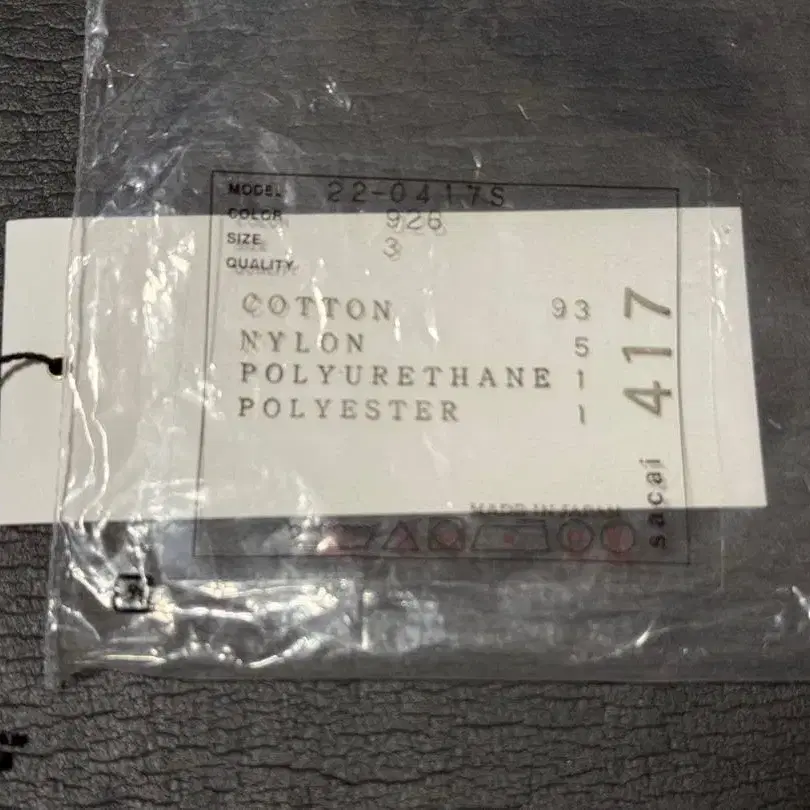 MODEL 22-0417S
COLOR 926
SIZE 3
QUALITY
COTTON 93
NYLON 5
POLYURETHANE 1
POLYESTER 1
MADE IN JAPAN
sacai 417